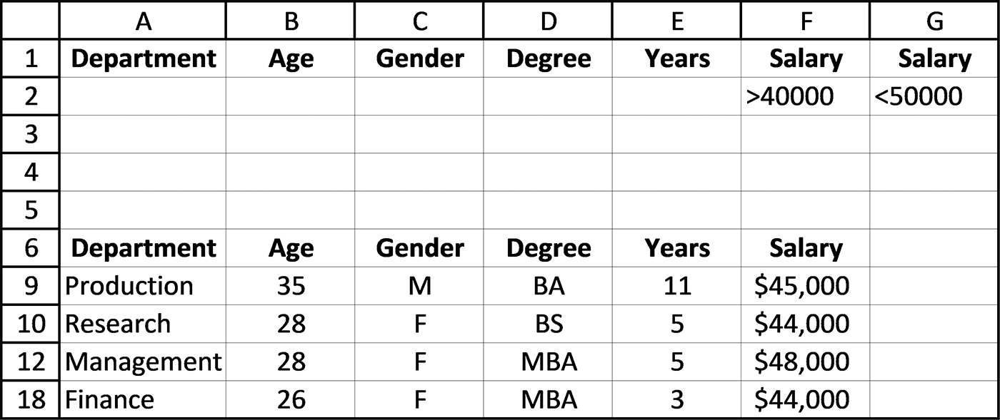 A B C D E F G
1 Department Age Gender Degree Years Salary Salary
2 >40000 <50000
3
4
5
6 Department Age Gender Degree Years Salary
9 Production 35 M BA 11 $45,000
10 Research 28 F BS 5 $44,000
12 Management 28 F MBA 5 $48,000
18 Finance 26 F MBA 3 $44,000